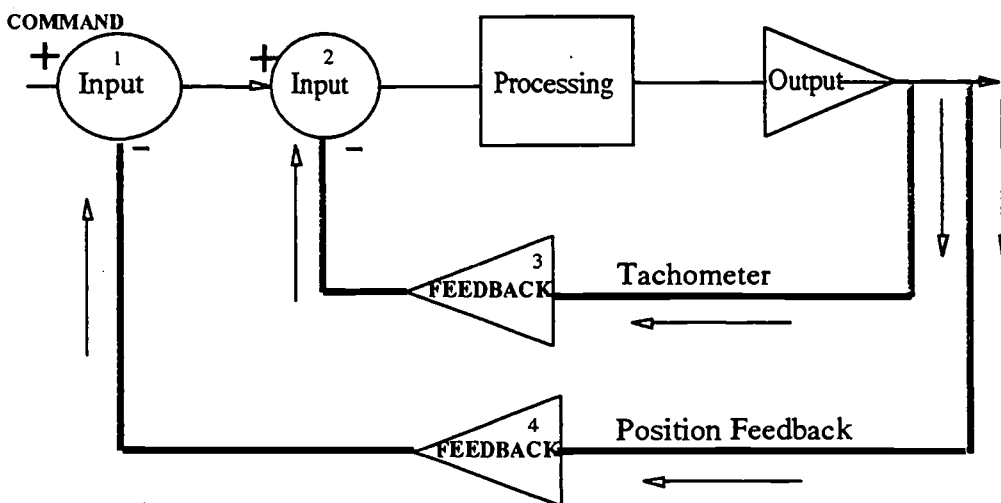 COMMAND
+
1
Input
-
+
2
Input
-
Processing
Output
3
FEEDBACK
Tachometer
4
FEEDBACK
Position Feedback